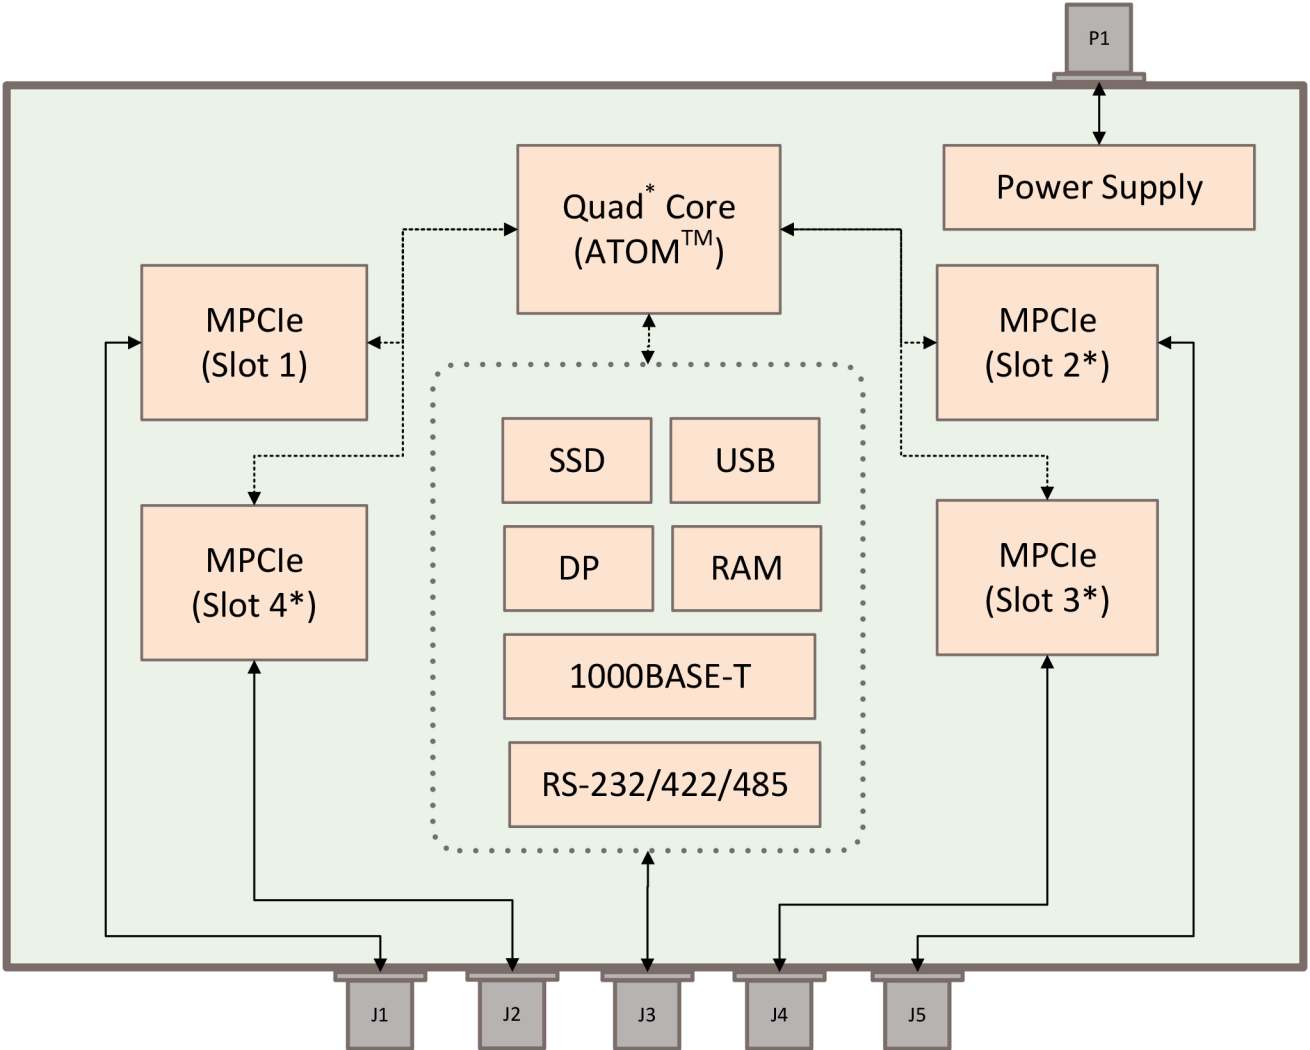 P1
Power Supply
Quad* Core
(ATOM™)
MPCIe
(Slot 1)
MPCIe
(Slot 2*)
SSD
USB
DP
RAM
MPCIe
(Slot 4*)
MPCIe
(Slot 3*)
1000BASE-T
RS-232/422/485
J1
J2
J3
J4
J5